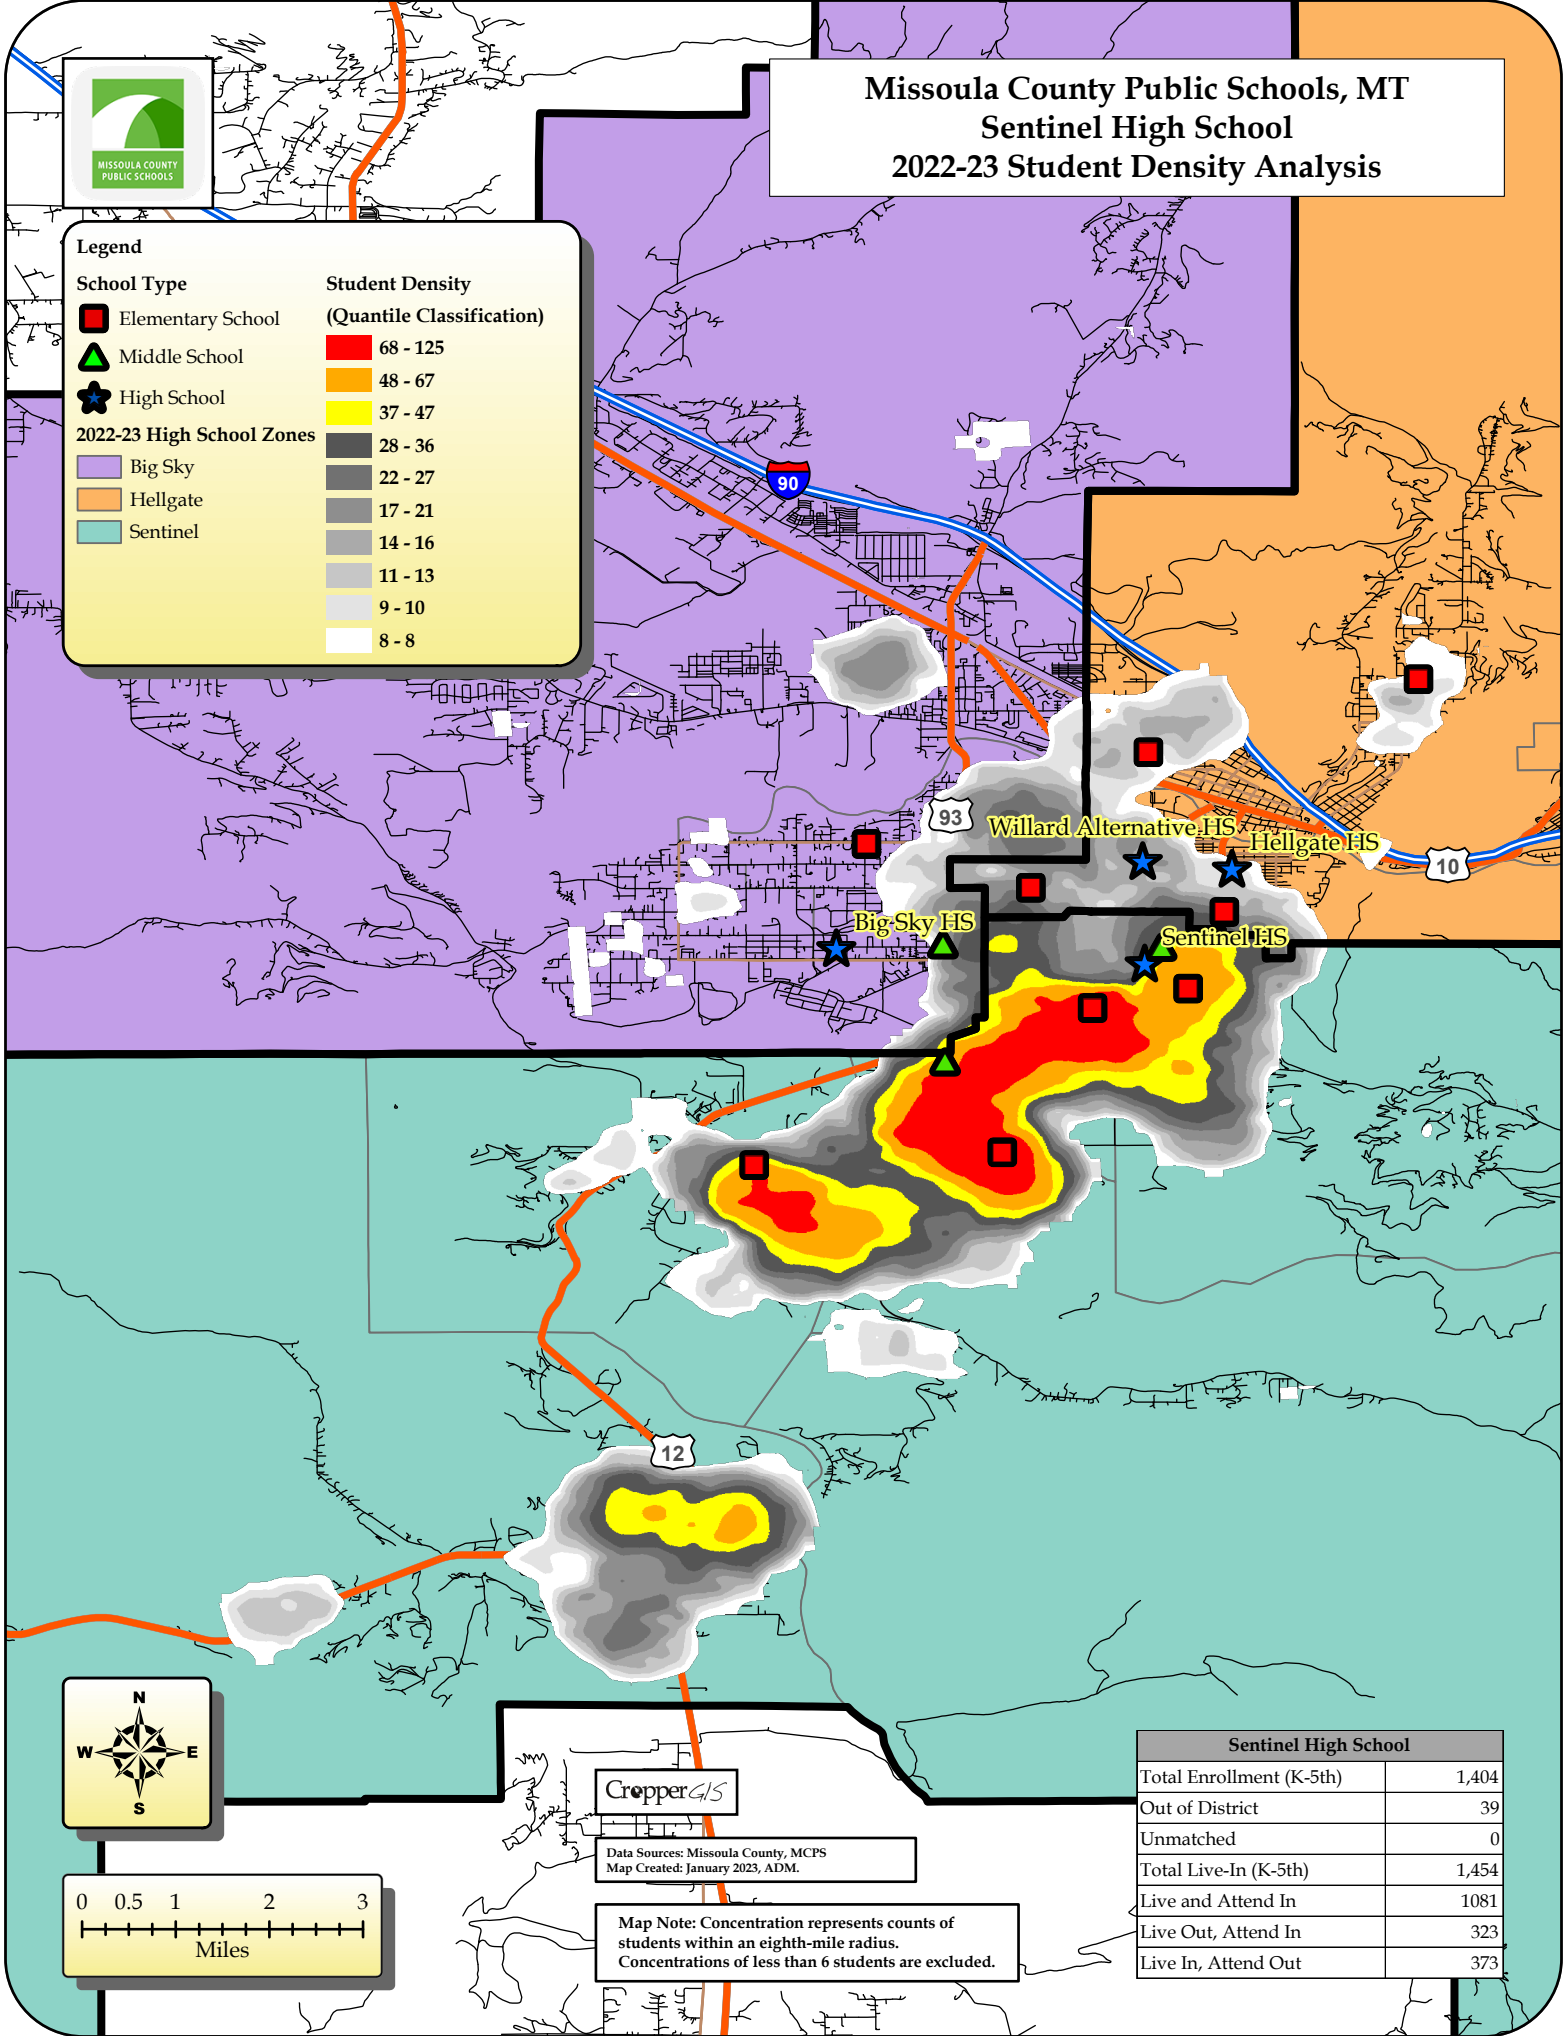 Missoula County Public Schools, MT
Sentinel High School
2022-23 Student Density Analysis
MISSOULA COUNTY
PUBLIC SCHOOLS
Legend
School Type
Elementary School
Middle School
High School
2022-23 High School Zones
Big Sky
Hellgate
Sentinel
Student Density
(Quantile Classification)
68 - 125
48 - 67
37 - 47
28 - 36
22 - 27
17 - 21
14 - 16
11 - 13
9 - 10
8 - 8
90
93
Willard Alternative HS
Hellgate HS
10
Big Sky HS
Sentinel HS
12
N
W E
S
0 0.5 1 2 3
Miles
CropperGIS
Data Sources: Missoula County, MCPS
Map Created: January 2023, ADM.
Map Note: Concentration represents counts of
students within an eighth-mile radius.
Concentrations of less than 6 students are excluded.
Sentinel High School
Total Enrollment (K-5th) 1,404
Out of District 39
Unmatched 0
Total Live-In (K-5th) 1,454
Live and Attend In 1081
Live Out, Attend In 323
Live In, Attend Out 373